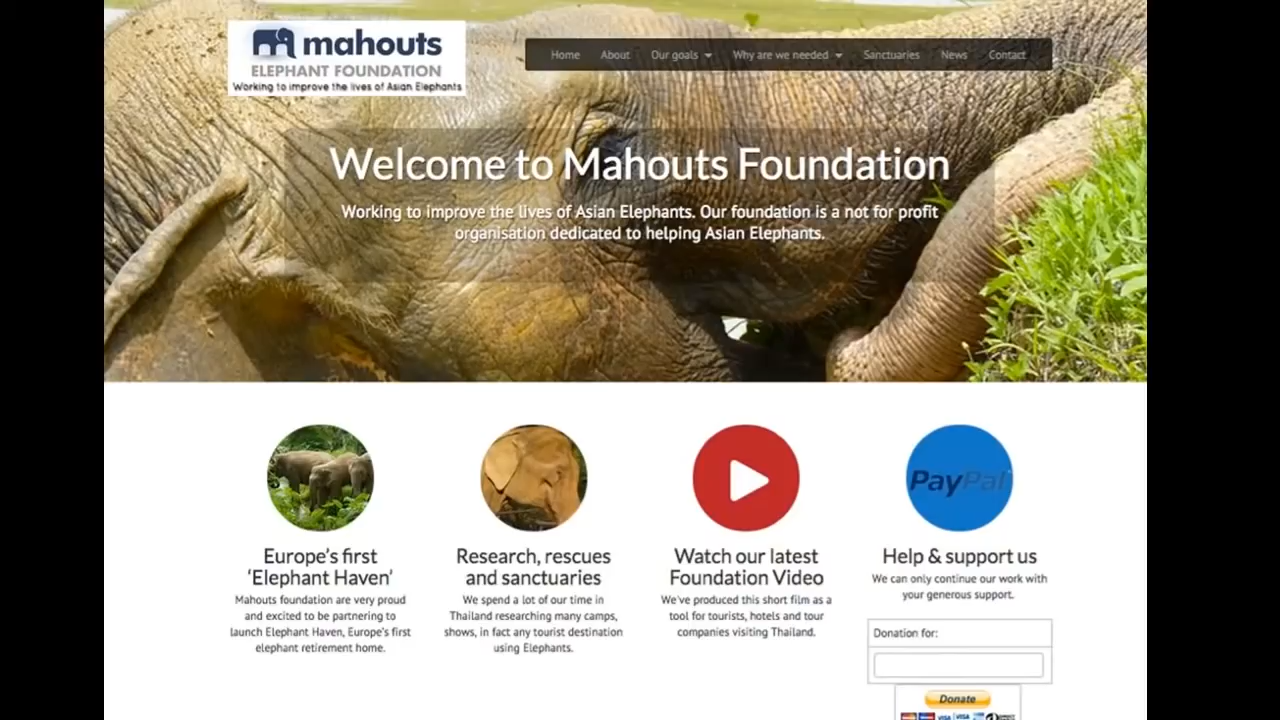 mahouts
ELEPHANT FOUNDATION
Working to improve the lives of Asian Elephants
Home About Our goals Why are we needed Sanctuaries News Contact
Welcome to Mahouts Foundation
Working to improve the lives of Asian Elephants. Our foundation is a not for profit
organisation dedicated to helping Asian Elephants.
PayPal
Europe's first
'Elephant Haven'
Mahouts foundation are very proud
and excited to be partnering to
launch Elephant Haven, Europe's first
elephant retirement home.
Research, rescues
and sanctuaries
We spend a lot of our time in
Thailand researching many camps,
shows, in fact any tourist destination
using Elephants.
Watch our latest
Foundation Video
We've produced this short film as a
tool for tourists, hotels and tour
companies visiting Thailand.
Help & support us
We can only continue our work with
your generous support.
Donation for:
Donate
VISA VISA